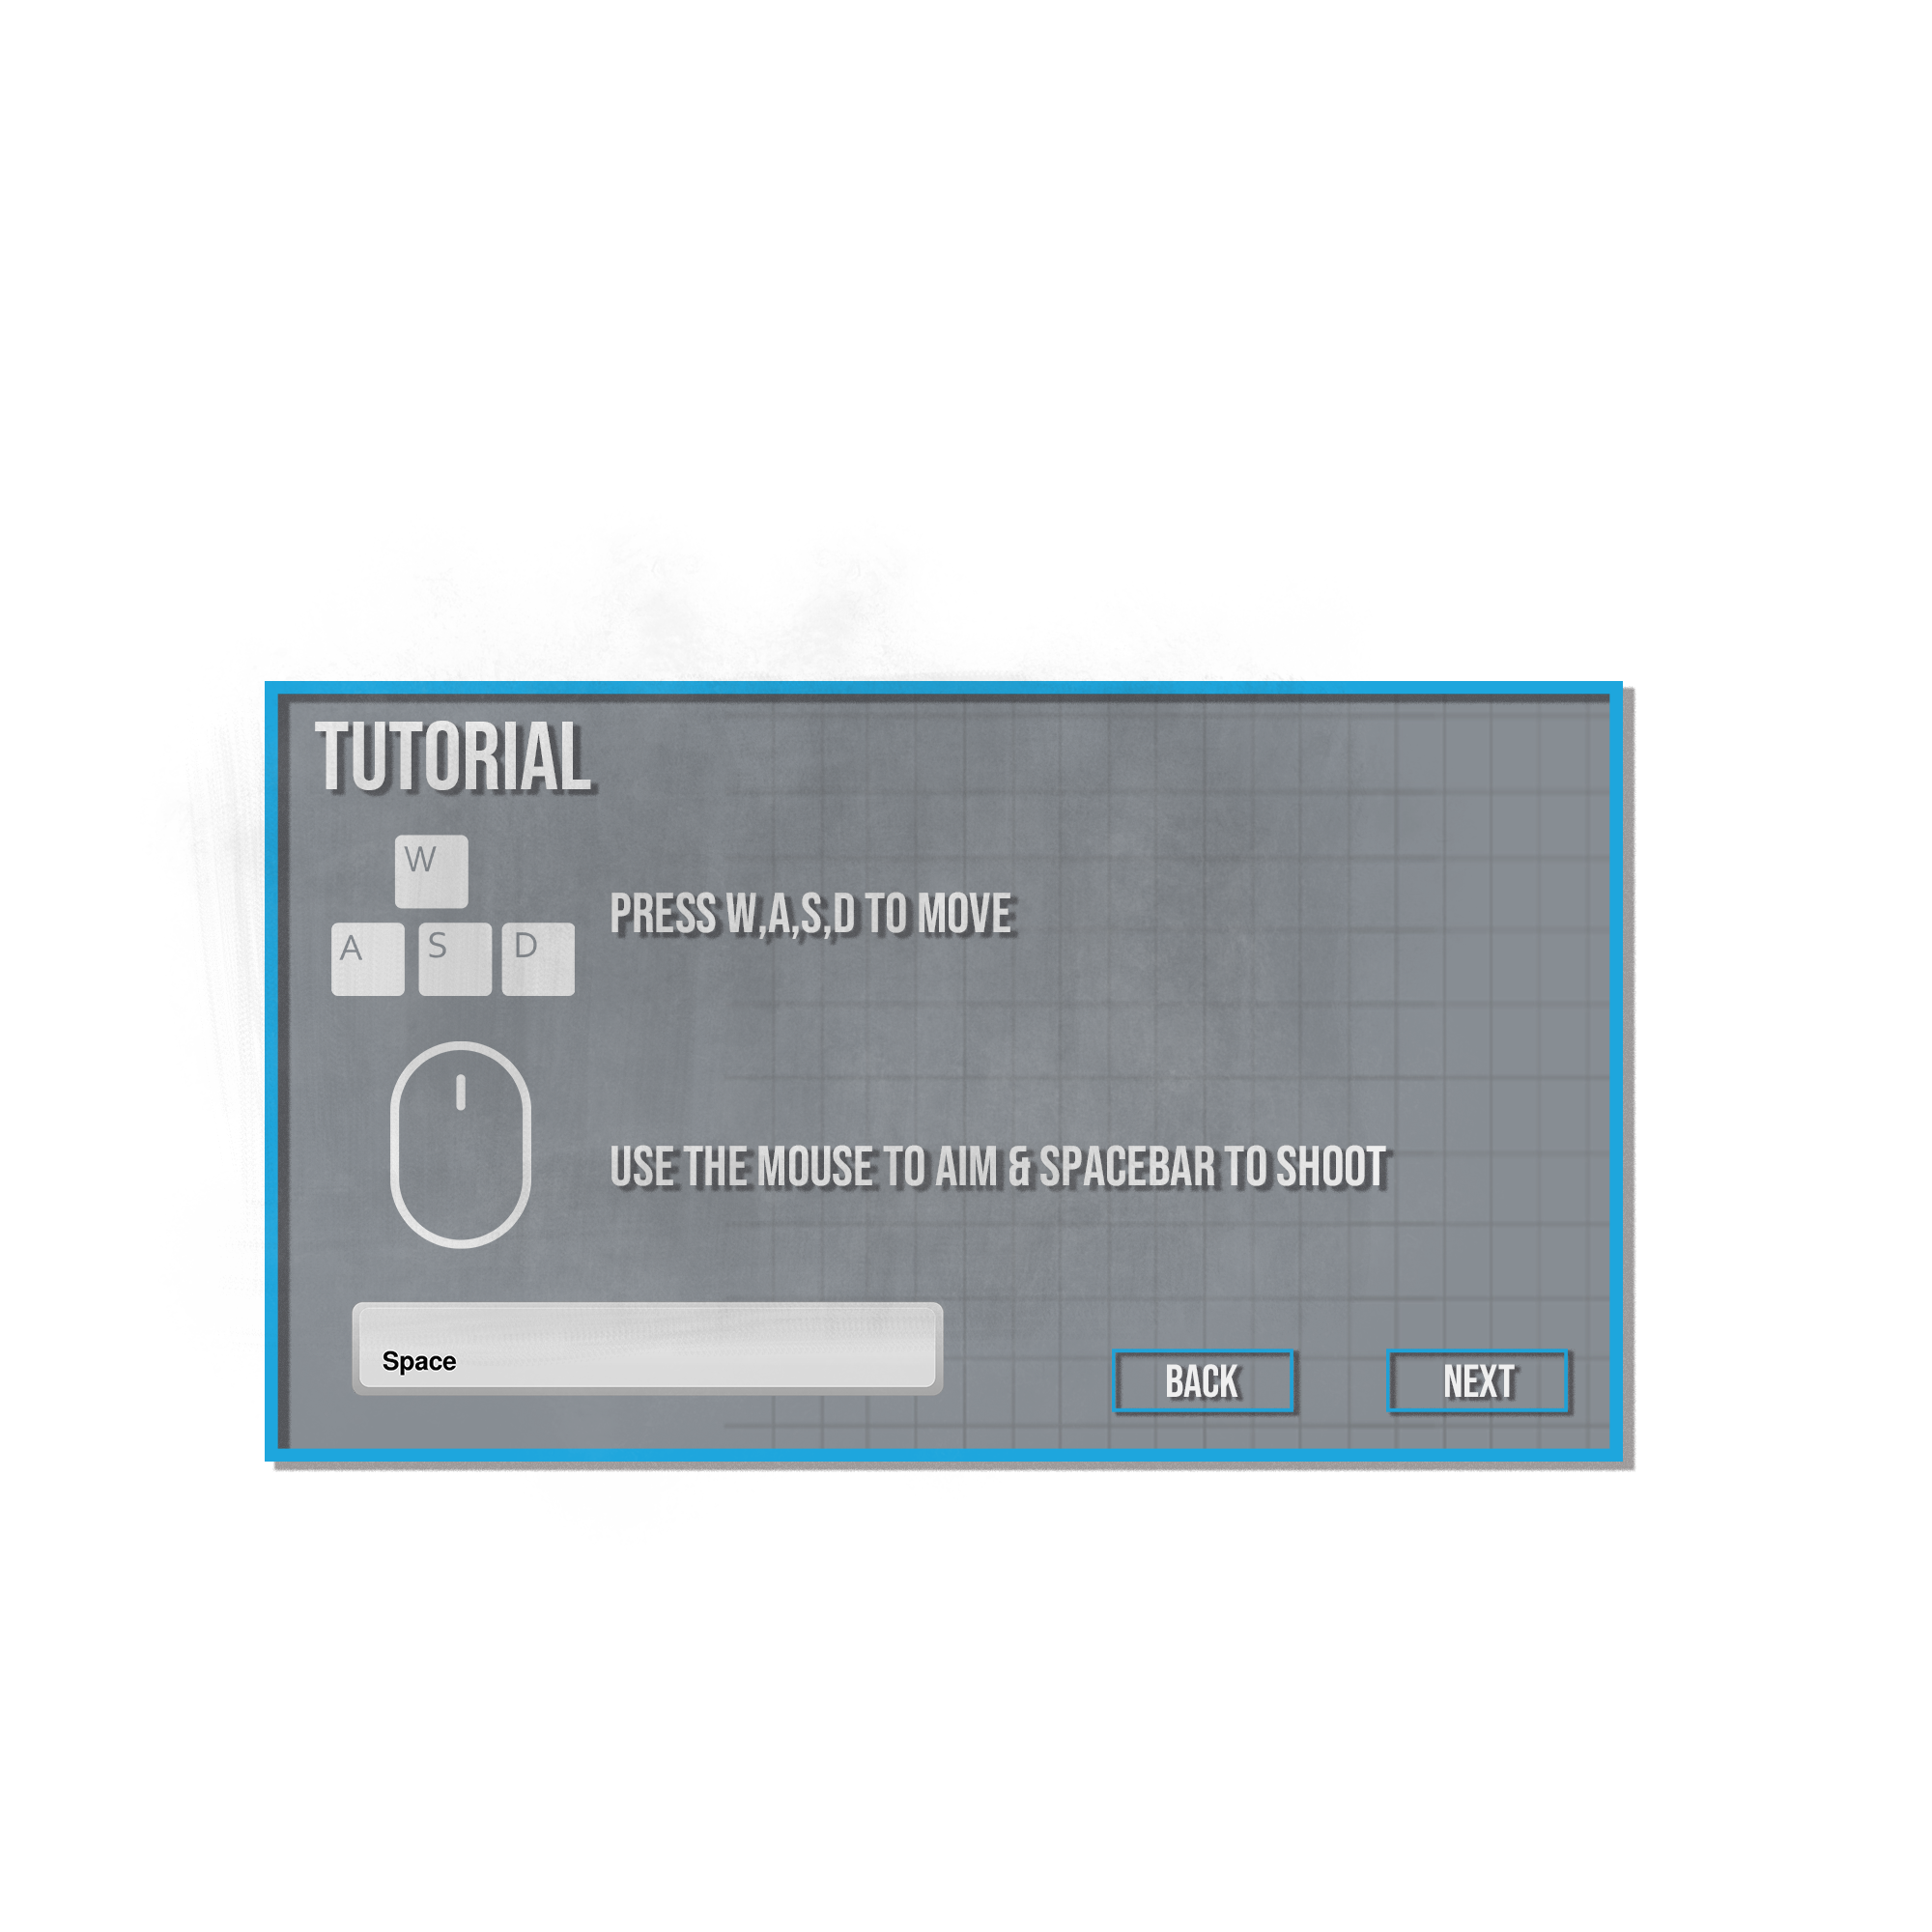 TUTORIAL
W
A S D
PRESS W,A,S,D TO MOVE
USE THE MOUSE TO AIM & SPACEBAR TO SHOOT
Space
BACK
NEXT